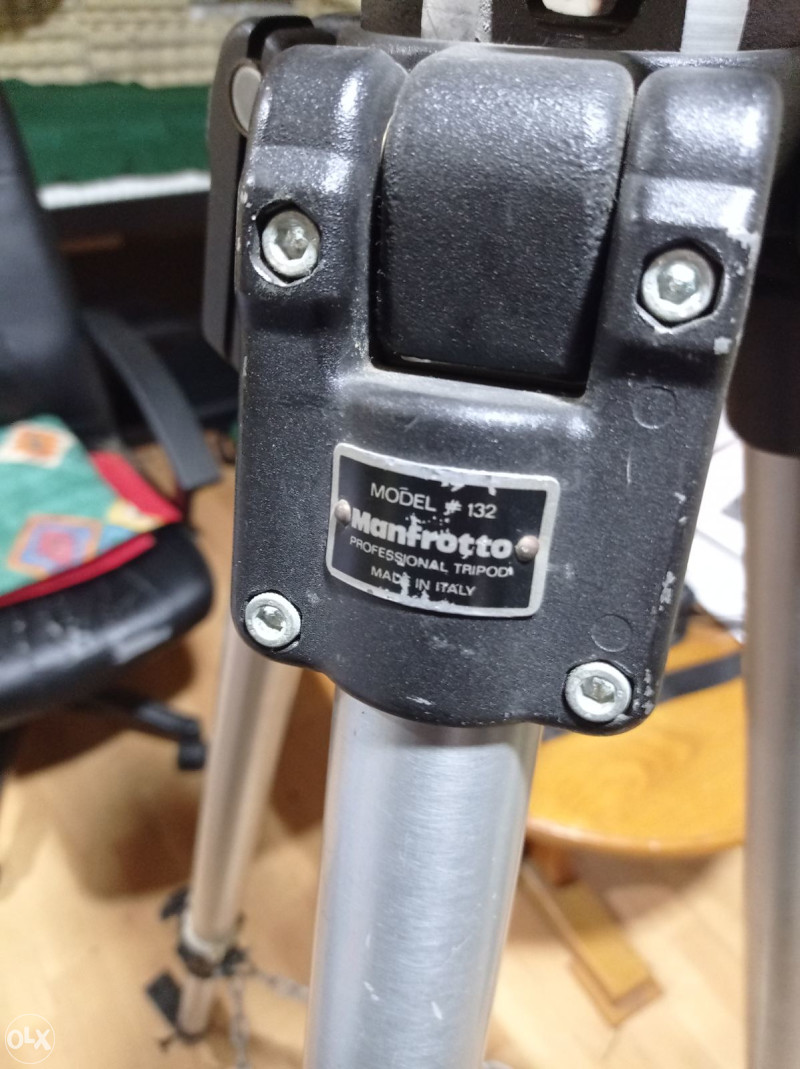 MODEL # 132
Manfrotto
PROFESSIONAL TRIPOD
MADE IN ITALY
OLX